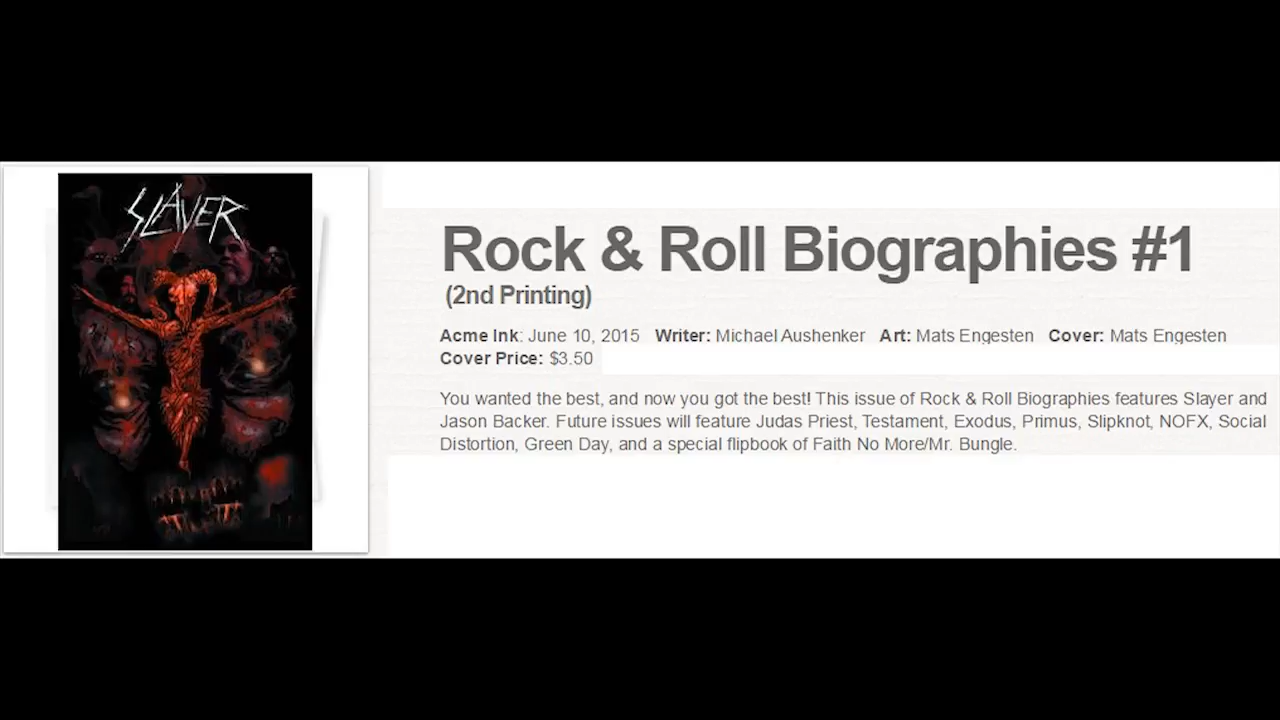 SLAYER
Rock & Roll Biographies #1
(2nd Printing)
Acme Ink: June 10, 2015 Writer: Michael Aushenker Art: Mats Engesten Cover: Mats Engesten
Cover Price: $3.50
You wanted the best, and now you got the best! This issue of Rock & Roll Biographies features Slayer and
Jason Backer. Future issues will feature Judas Priest, Testament, Exodus, Primus, Slipknot, NOFX, Social
Distortion, Green Day, and a special flipbook of Faith No More/Mr. Bungle.